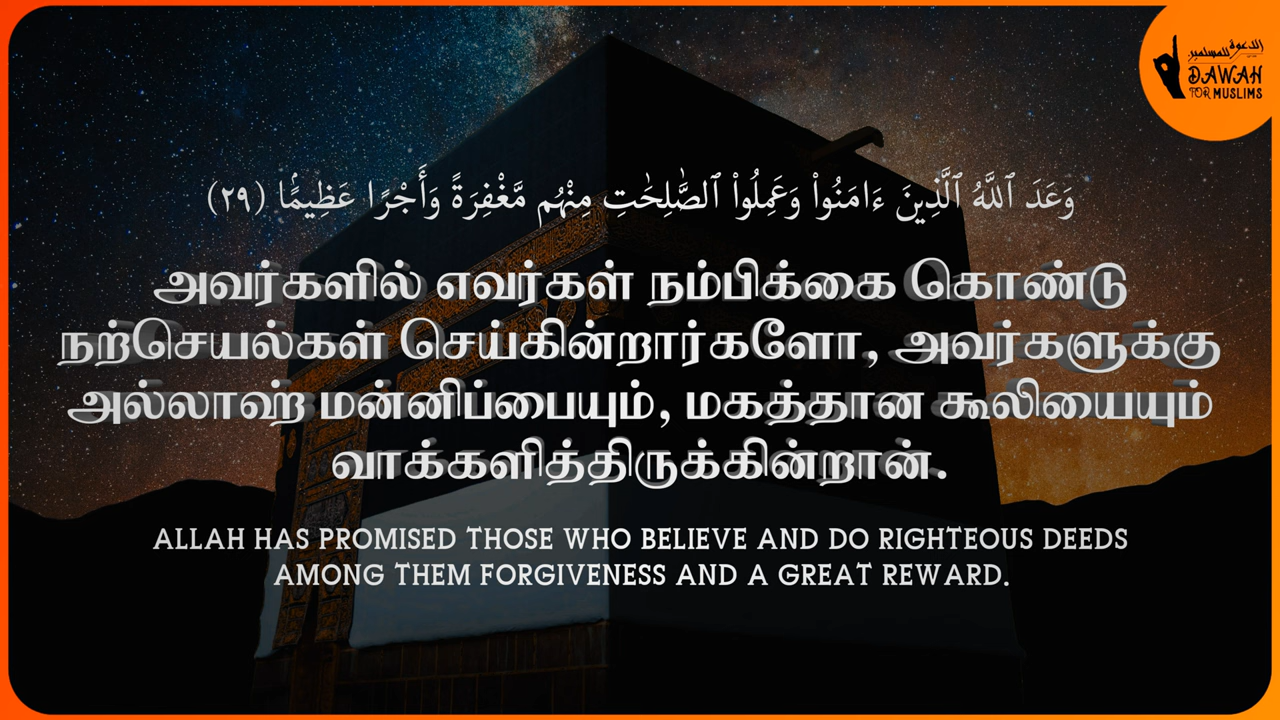 الدعوة للمسلمين
DAWAH
FOR MUSLIMS
وَعَدَ ٱللَّهُ ٱلَّذِينَ ءَامَنُوا۟ وَعَمِلُوا۟ ٱلصَّٰلِحَٰتِ مِنْهُم مَّغْفِرَةً وَأَجْرًا عَظِيمًۢا (٢٩)
அவர்களில் எவர்கள் நம்பிக்கை கொண்டு
நற்செயல்கள் செய்கின்றார்களோ, அவர்களுக்கு
அல்லாஹ் மன்னிப்பையும், மகத்தான கூலியையும்
வாக்களித்திருக்கின்றான்.
ALLAH HAS PROMISED THOSE WHO BELIEVE AND DO RIGHTEOUS DEEDS
AMONG THEM FORGIVENESS AND A GREAT REWARD.